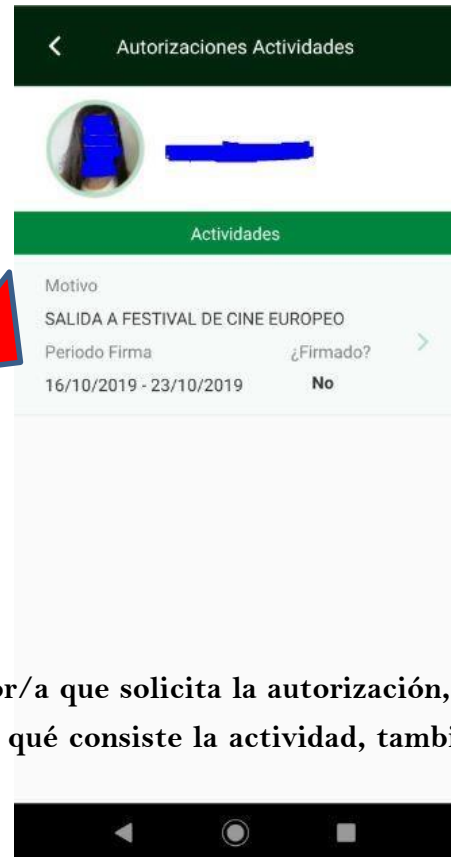 Autorizaciones Actividades
Actividades
Motivo
SALIDA A FESTIVAL DE CINE EUROPEO
Periodo Firma ¿Firmado?
16/10/2019 - 23/10/2019 No
que solicita la autorización,
qué consiste la actividad,